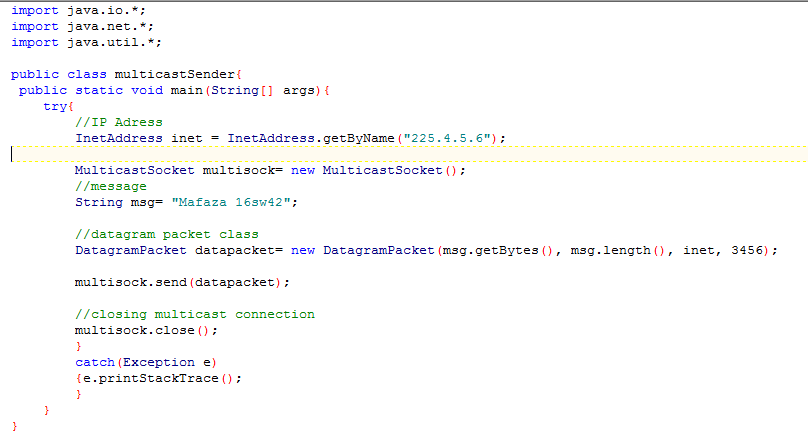 import java.io.*;
import java.net.*;
import java.util.*;

public class multicastSender{
 public static void main(String[] args){
    try{
        //IP Adress
        InetAddress inet = InetAddress.getByName("225.4.5.6");

        MulticastSocket multisock= new MulticastSocket();
        //message
        String msg= "Mafaza 16sw42";

        //datagram packet class
        DatagramPacket datapacket= new DatagramPacket(msg.getBytes(), msg.length(), inet, 3456);

        multisock.send(datapacket);

        //closing multicast connection
        multisock.close();
        }
        catch(Exception e)
        {e.printStackTrace();
        }
    }
}